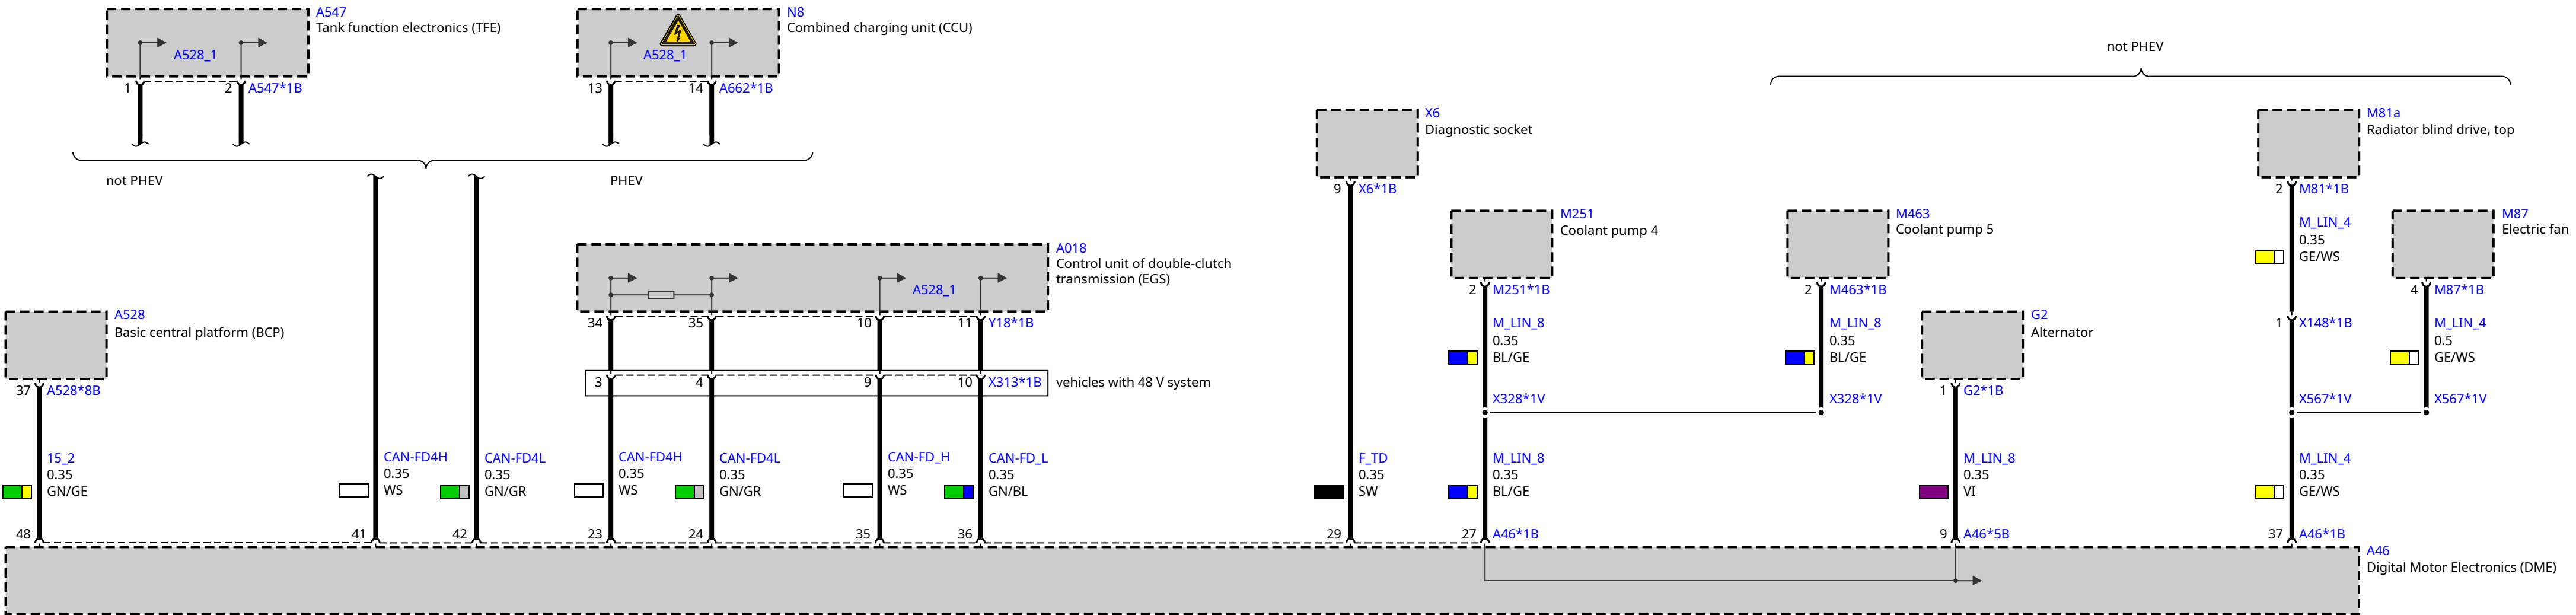 A547
Tank function electronics (TFE)
A528_1
1
2
A547*1B
N8
Combined charging unit (CCU)
A528_1
13
14
A662*1B
not PHEV
PHEV
not PHEV
X6
Diagnostic socket
9
X6*1B
M81a
Radiator blind drive, top
2
M81*1B
M_LIN_4
0.35
GE/WS
M251
Coolant pump 4
2
M251*1B
M_LIN_8
0.35
BL/GE
M463
Coolant pump 5
2
M463*1B
M_LIN_8
0.35
BL/GE
M87
Electric fan
4
M87*1B
M_LIN_4
0.5
GE/WS
A018
Control unit of double-clutch
transmission (EGS)
A528_1
34
35
10
11
Y18*1B
3
4
9
10
X313*1B
vehicles with 48 V system
A528
Basic central platform (BCP)
37
A528*8B
G2
Alternator
1
G2*1B
1
X148*1B
X328*1V
X328*1V
X567*1V
X567*1V
15_2
0.35
GN/GE
CAN-FD4H
0.35
WS
CAN-FD4L
0.35
GN/GR
CAN-FD4H
0.35
WS
CAN-FD4L
0.35
GN/GR
CAN-FD_H
0.35
WS
CAN-FD_L
0.35
GN/BL
F_TD
0.35
SW
M_LIN_8
0.35
BL/GE
M_LIN_8
0.35
VI
M_LIN_4
0.35
GE/WS
48
41
42
23
24
35
36
29
27
A46*1B
9
A46*5B
37
A46*1B
A46
Digital Motor Electronics (DME)